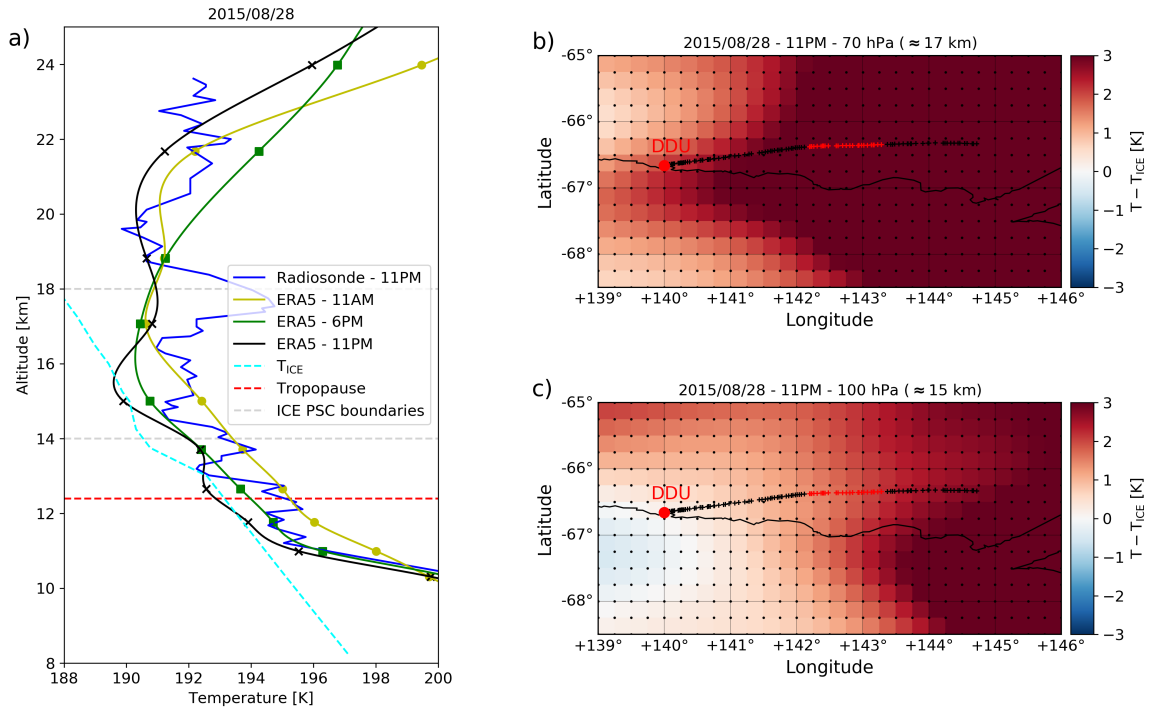 2015/08/28
a)
24
22
20
18
16
14
12
10
8
Altitude [km]
188 190 192 194 196 198 200
Temperature [K]
Radiosonde - 11PM
ERA5 - 11AM
ERA5 - 6PM
ERA5 - 11PM
T_ICE
Tropopause
ICE PSC boundaries
b)
2015/08/28 - 11PM - 70 hPa (≈17 km)
-65°
-66°
-67°
-68°
Latitude
DDU
+139° +140° +141° +142° +143° +144° +145° +146°
Longitude
3
2
1
0
−1
−2
−3
T − T_ICE [K]
c)
2015/08/28 - 11PM - 100 hPa (≈15 km)
-65°
-66°
-67°
-68°
Latitude
DDU
+139° +140° +141° +142° +143° +144° +145° +146°
Longitude
3
2
1
0
−1
−2
−3
T − T_ICE [K]